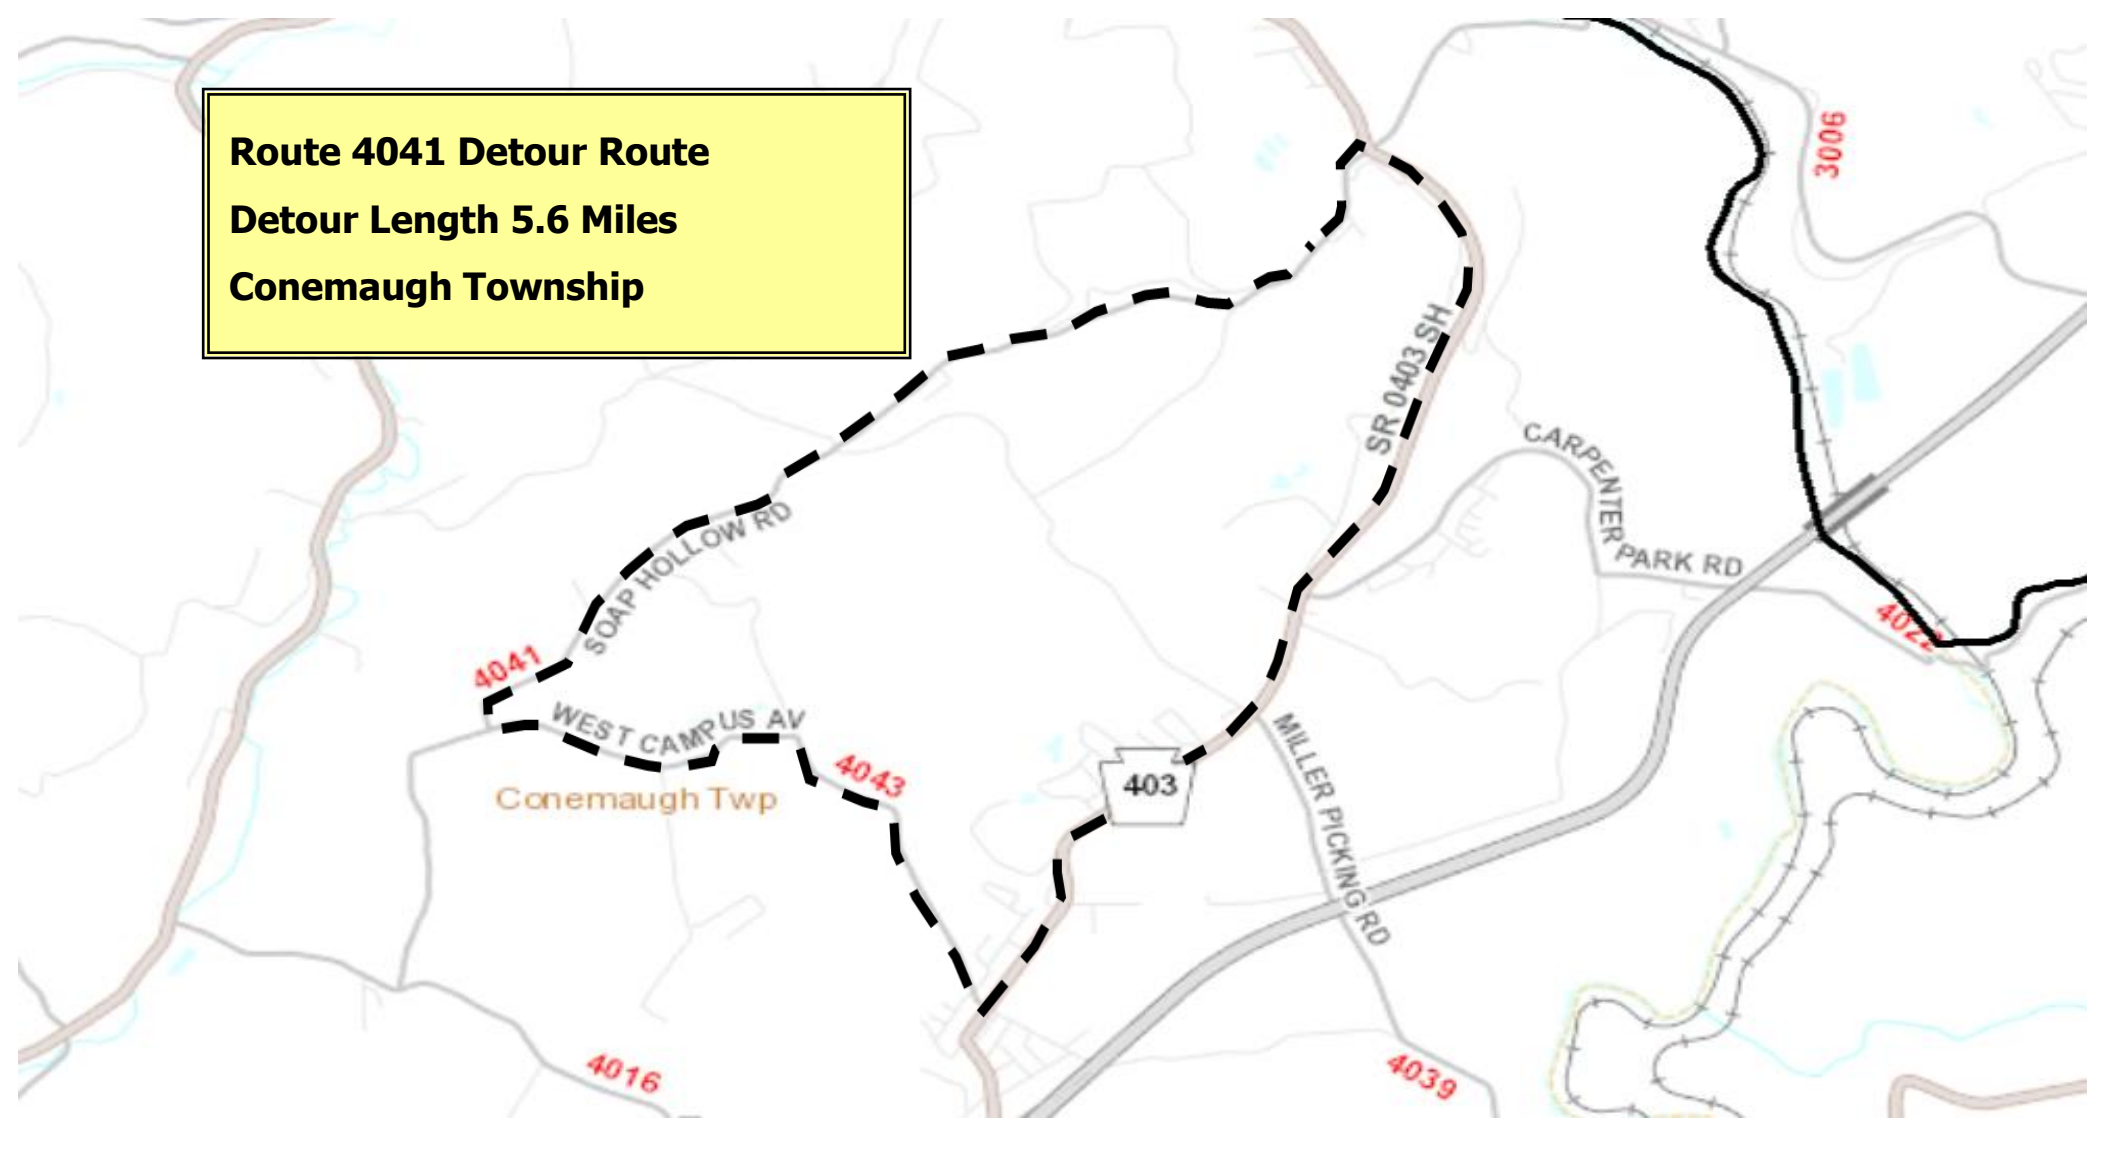 Route 4041 Detour Route
Detour Length 5.6 Miles
Conemaugh Township
3006
SR 0403 SH
CARPENTER PARK RD
SOAP HOLLOW RD
4022
4041
WEST CAMPUS AV
4043
403
MILLER PICKING RD
Conemaugh Twp
4016
4039